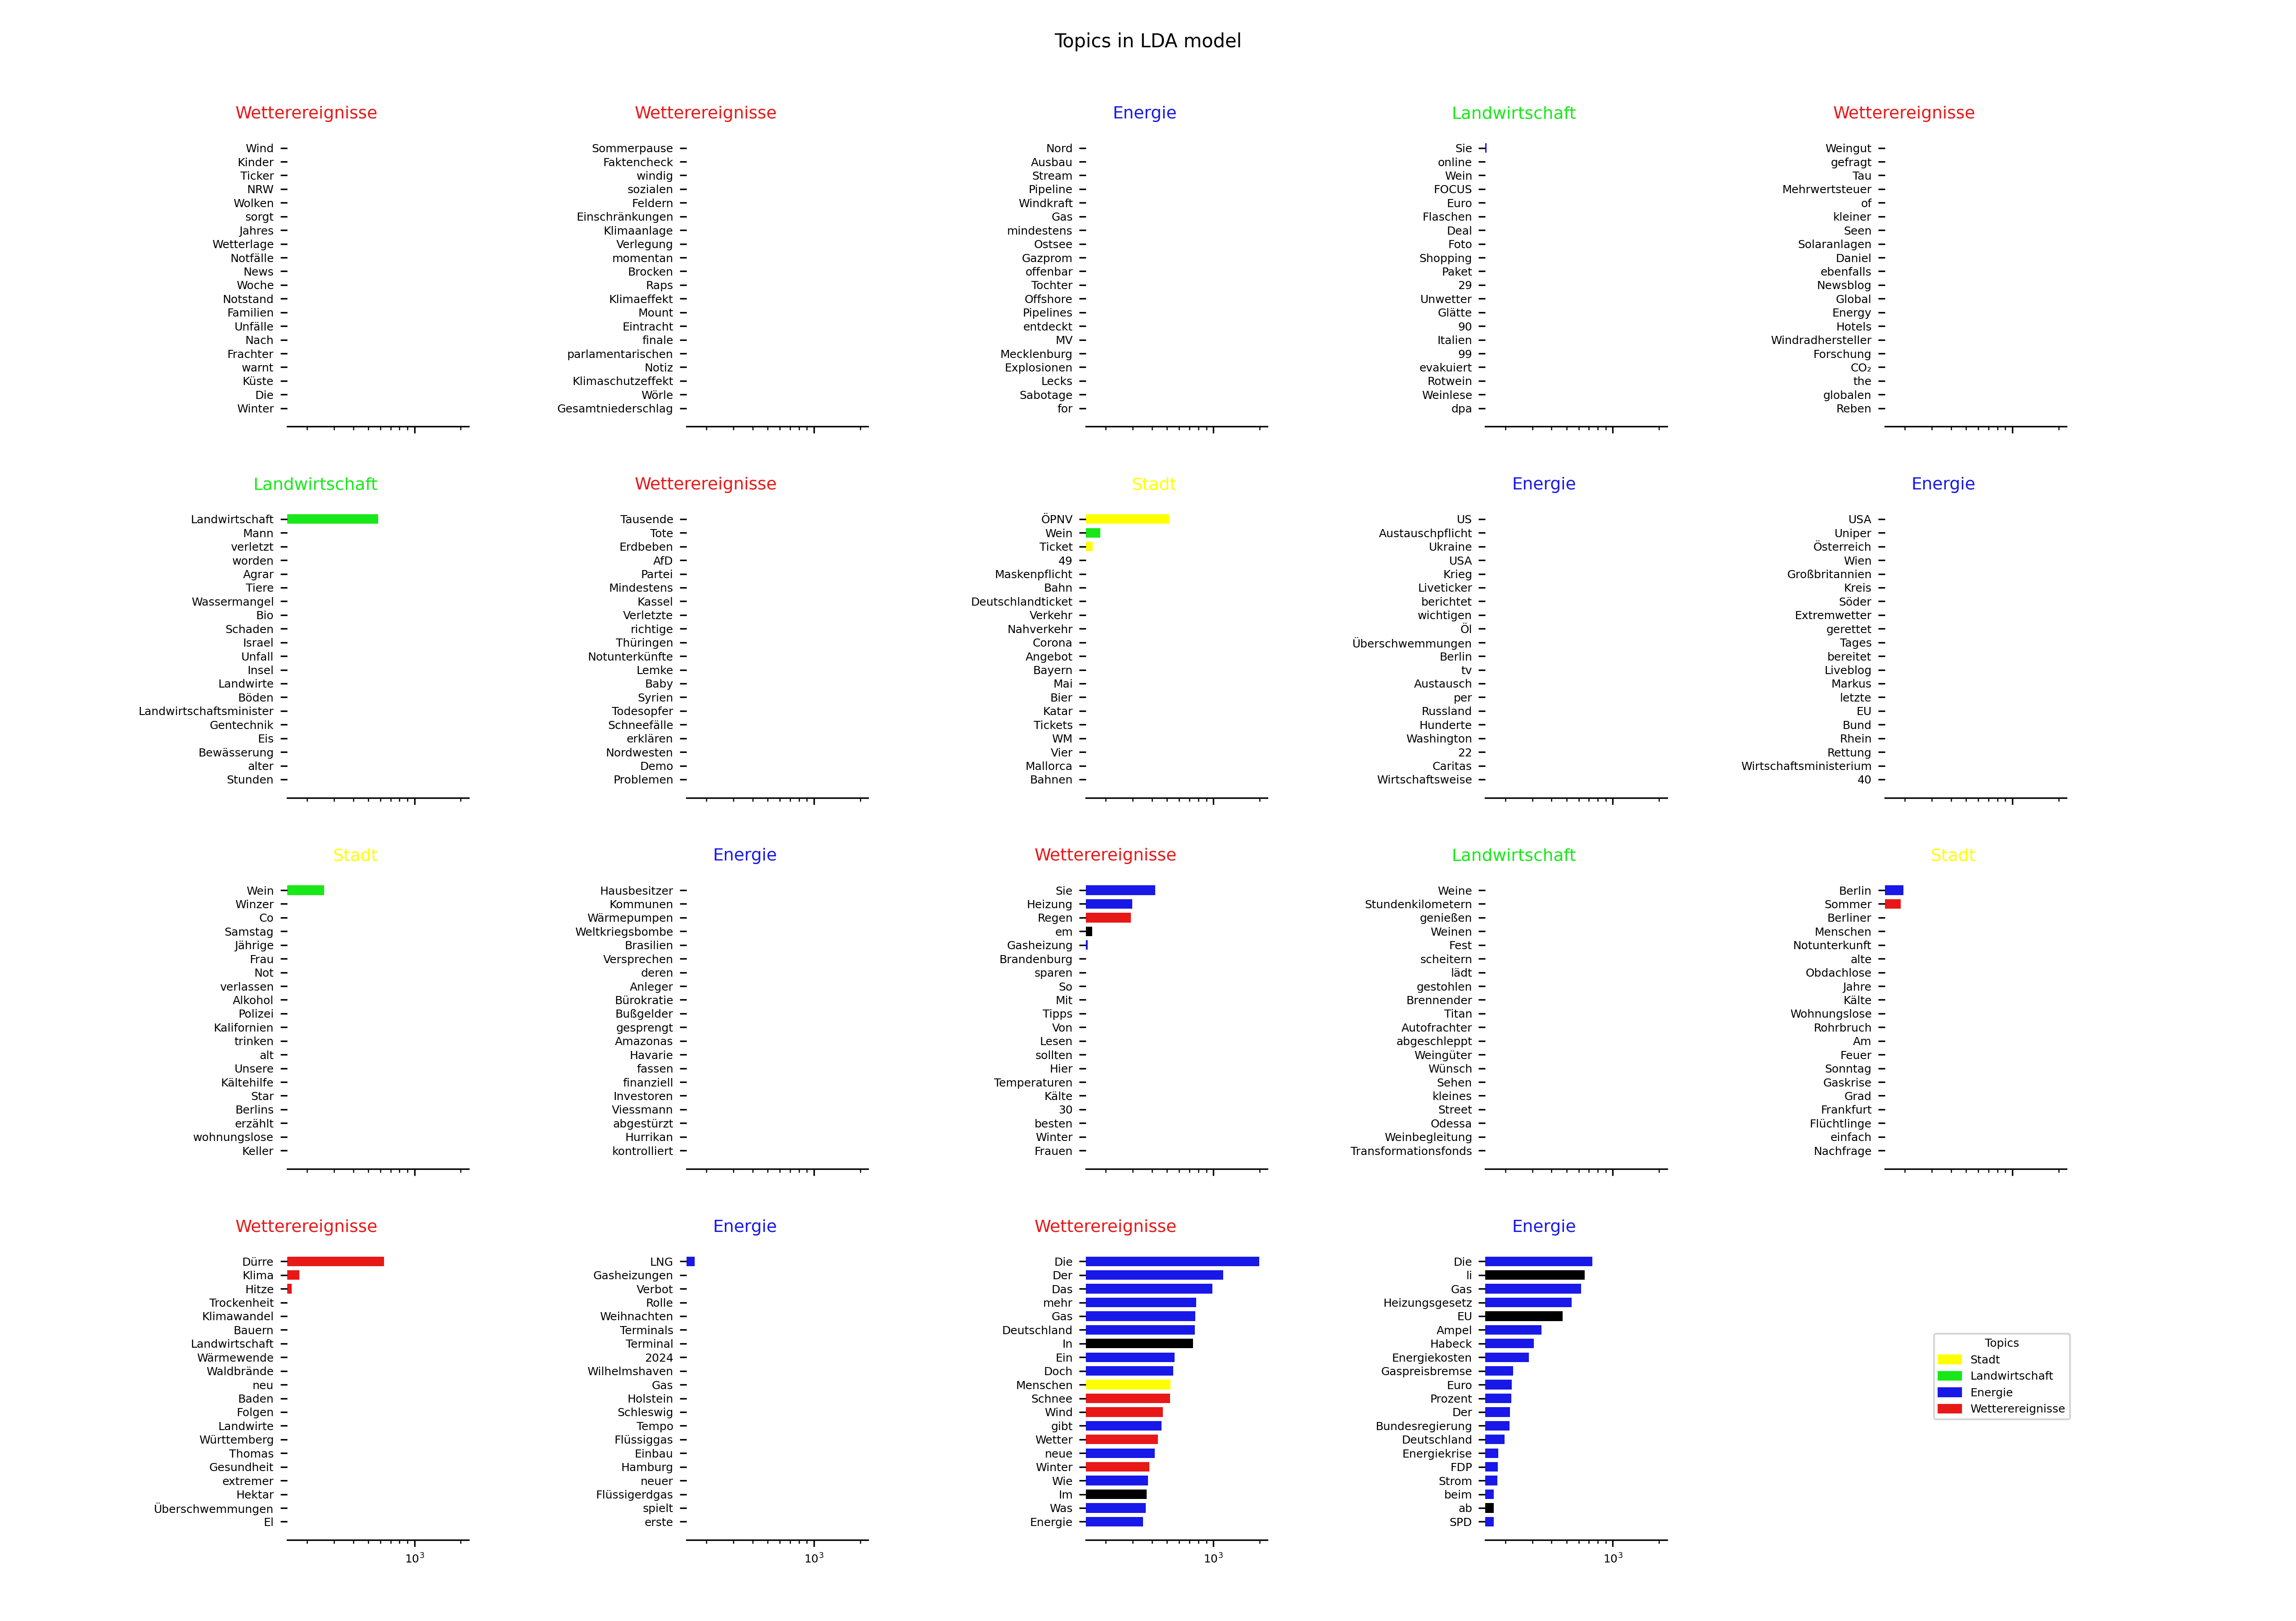 Topics in LDA model
Wetterereignisse
Wind
Kinder
Ticker
NRW
Wolken
sorgt
Jahres
Wetterlage
Notfälle
News
Woche
Notstand
Familien
Unfälle
Nach
Frachter
warnt
Küste
Die
Winter
Wetterereignisse
Sommerpause
Faktencheck
windig
sozialen
Feldern
Einschränkungen
Klimaanlage
Verlegung
momentan
Brocken
Raps
Klimaeffekt
Mount
Eintracht
finale
parlamentarischen
Notiz
Klimaschutzeffekt
Wörle
Gesamtniederschlag
Energie
Nord
Ausbau
Stream
Pipeline
Windkraft
Gas
mindestens
Ostsee
Gazprom
offenbar
Tochter
Offshore
Pipelines
entdeckt
MV
Mecklenburg
Explosionen
Lecks
Sabotage
for
Landwirtschaft
Sie
online
Wein
FOCUS
Euro
Flaschen
Deal
Foto
Shopping
Paket
29
Unwetter
Glätte
90
Italien
99
evakuiert
Rotwein
Weinlese
dpa
Wetterereignisse
Weingut
gefragt
Tau
Mehrwertsteuer
of
kleiner
Seen
Solaranlagen
Daniel
ebenfalls
Newsblog
Global
Energy
Hotels
Windradhersteller
Forschung
CO₂
the
globalen
Reben
Landwirtschaft
Landwirtschaft
Mann
verletzt
worden
Agrar
Tiere
Wassermangel
Bio
Schaden
Israel
Unfall
Insel
Landwirte
Böden
Landwirtschaftsminister
Gentechnik
Eis
Bewässerung
alter
Stunden
Wetterereignisse
Tausende
Tote
Erdbeben
AfD
Partei
Mindestens
Kassel
Verletzte
richtige
Thüringen
Notunterkünfte
Lemke
Baby
Syrien
Todesopfer
Schneefälle
erklären
Nordwesten
Demo
Problemen
Stadt
ÖPNV
Wein
Ticket
49
Maskenpflicht
Bahn
Deutschlandticket
Verkehr
Nahverkehr
Corona
Angebot
Bayern
Mai
Bier
Katar
Tickets
WM
Vier
Mallorca
Bahnen
Energie
US
Austauschpflicht
Ukraine
USA
Krieg
Liveticker
berichtet
wichtigen
Öl
Überschwemmungen
Berlin
tv
Austausch
per
Russland
Hunderte
Washington
22
Caritas
Wirtschaftsweise
Energie
USA
Uniper
Österreich
Wien
Großbritannien
Kreis
Söder
Extremwetter
gerettet
Tages
bereitet
Liveblog
Markus
letzte
EU
Bund
Rhein
Rettung
Wirtschaftsministerium
40
Stadt
Wein
Winzer
Co
Samstag
Jährige
Frau
Not
verlassen
Alkohol
Polizei
Kalifornien
trinken
alt
Unsere
Kältehilfe
Star
Berlins
erzählt
wohnungslose
Keller
Energie
Hausbesitzer
Kommunen
Wärmepumpen
Weltkriegsbombe
Brasilien
Versprechen
deren
Anleger
Bürokratie
Bußgelder
gesprengt
Amazonas
Havarie
fassen
finanziell
Investoren
Viessmann
abgestürzt
Hurrikan
kontrolliert
Wetterereignisse
Sie
Heizung
Regen
em
Gasheizung
Brandenburg
sparen
So
Mit
Tipps
Von
Lesen
sollten
Hier
Temperaturen
Kälte
30
besten
Winter
Frauen
Landwirtschaft
Weine
Stundenkilometern
genießen
Weinen
Fest
scheitern
lädt
gestohlen
Brennender
Titan
Autofrachter
abgeschleppt
Weingüter
Wünsch
Sehen
kleines
Street
Odessa
Weinbegleitung
Transformationsfonds
Stadt
Berlin
Sommer
Berliner
Menschen
Notunterkunft
alte
Obdachlose
Jahre
Kälte
Wohnungslose
Rohrbruch
Am
Feuer
Sonntag
Gaskrise
Grad
Frankfurt
Flüchtlinge
einfach
Nachfrage
Wetterereignisse
Dürre
Klima
Hitze
Trockenheit
Klimawandel
Bauern
Landwirtschaft
Wärmewende
Waldbrände
neu
Baden
Folgen
Landwirte
Württemberg
Thomas
Gesundheit
extremer
Hektar
Überschwemmungen
El
10³
Energie
LNG
Gasheizungen
Verbot
Rolle
Weihnachten
Terminals
Terminal
2024
Wilhelmshaven
Gas
Holstein
Schleswig
Tempo
Flüssiggas
Einbau
Hamburg
neuer
Flüssigerdgas
spielt
erste
10³
Wetterereignisse
Die
Der
Das
mehr
Gas
Deutschland
In
Ein
Doch
Menschen
Schnee
Wind
gibt
Wetter
neue
Winter
Wie
Im
Was
Energie
10³
Energie
Die
li
Gas
Heizungsgesetz
EU
Ampel
Habeck
Energiekosten
Gaspreisbremse
Euro
Prozent
Der
Bundesregierung
Deutschland
Energiekrise
FDP
Strom
beim
ab
SPD
10³
Topics
Stadt
Landwirtschaft
Energie
Wetterereignisse